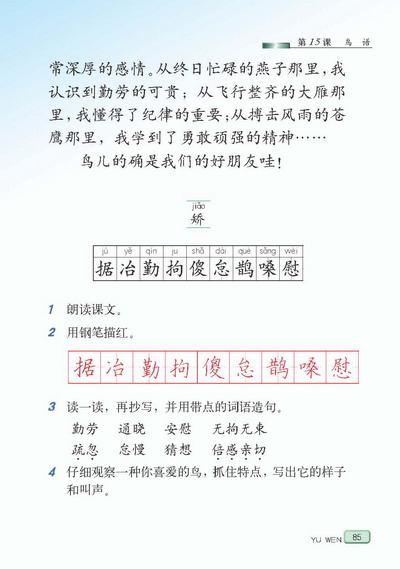 第15课 鸟语
常深厚的感情。从终日忙碌的燕子那里,我
认识到勤劳的可贵；从飞行整齐的大雁那
里,我懂得了纪律的重要;从搏击风雨的苍
鹰那里，我学到了勇敢顽强的精神……
鸟儿的确是我们的好朋友哇！
jiǎo
矫
jù yě qín ju shǎ dài què sǎng wèi
据冶勤拘傻怠鹊嗓慰
1 朗读课文。
2 用钢笔描红。
据冶勤拘傻怠鹊嗓慰
3 读一读，再抄写，并用带点的词语造句。
勤劳 通晓 安慰 无拘无束
疏忽 怠慢 猜想 倍感亲切
4 仔细观察一种你喜爱的鸟,抓住特点，写出它的样子
和叫声。
YU WEN 85